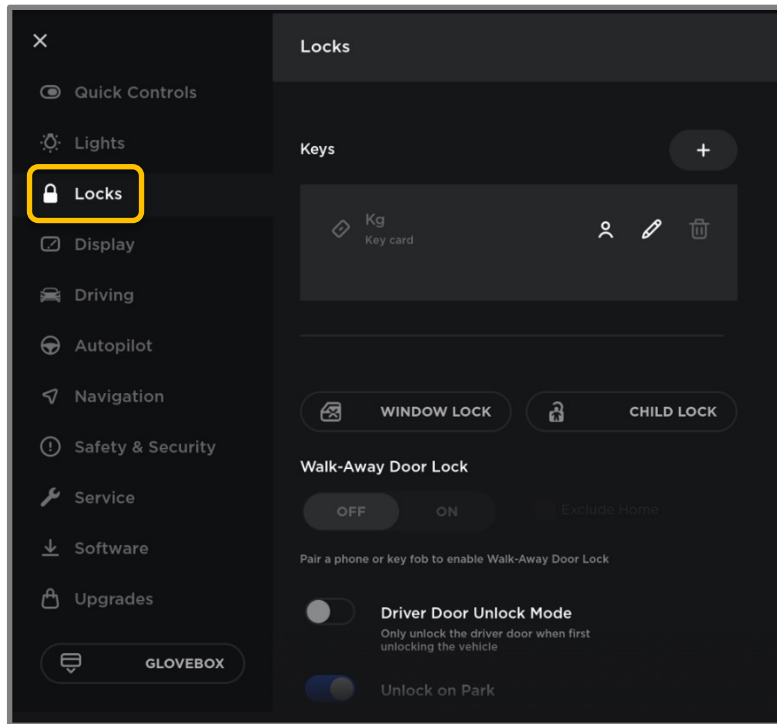 Quick Controls
Lights
Locks
Display
Driving
Autopilot
Navigation
Safety & Security
Service
Software
Upgrades
GLOVEBOX
Locks
Keys
Kg
Key card
WINDOW LOCK
CHILD LOCK
Walk-Away Door Lock
OFF ON Exclude Home
Pair a phone or key fob to enable Walk-Away Door Lock
Driver Door Unlock Mode
Only unlock the driver door when first
unlocking the vehicle
Unlock on Park